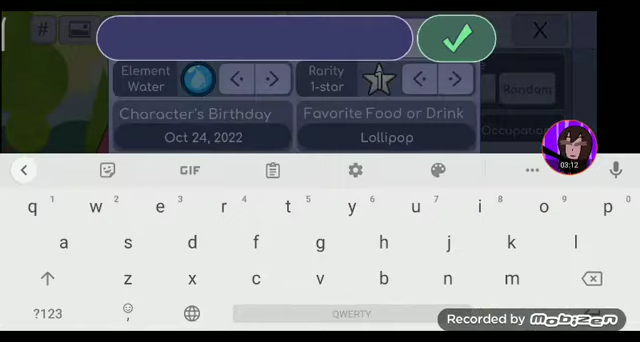 # X
Element
Water
Rarity
1-star
Random
Character's Birthday
Favorite Food or Drink
Oct 24, 2022
Lollipop
Occupation
03:12
GIF
q 1 w 2 e 3 r 4 t 5 y 6 u 7 i 8 o 9 p 0
a s d f g h j k l
z x c v b n m
?123 QWERTY
Recorded by Mobizen